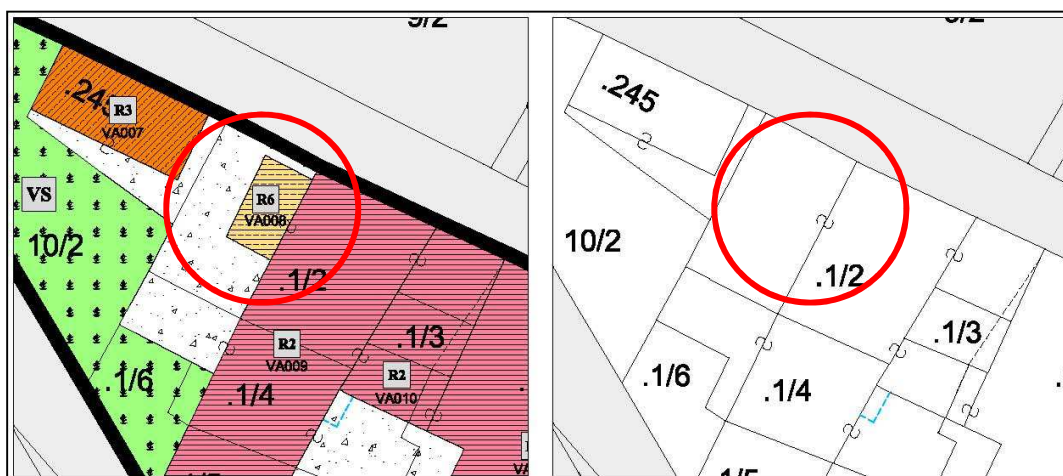 9/2
.245
R3
VA007
R6
VA008
VS
10/2
.1/2
.1/3
R2
VA009
R2
VA010
.1/6
.1/4
.245
10/2
.1/2
.1/3
.1/6
.1/4